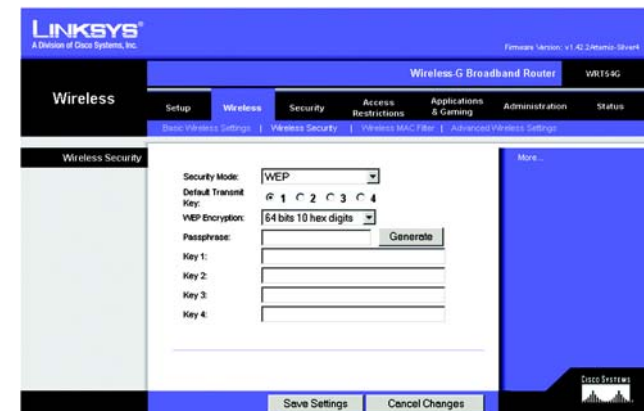 LINKSYS®
A Division of Cisco Systems, Inc.
Firmware Version: v1.42.2
Wireless-G Broadband Router WRT54G
Wireless
Setup Wireless Security Access Restrictions Applications & Gaming Administration Status
Basic Wireless Settings | Wireless Security | Wireless MAC Filter | Advanced Wireless Settings
Wireless Security
More...
Security Mode: WEP
Default Transmit Key: 1 2 3 4
WEP Encryption: 64 bits 10 hex digits
Passphrase: Generate
Key 1:
Key 2:
Key 3:
Key 4:
CISCO SYSTEMS
Save Settings Cancel Changes